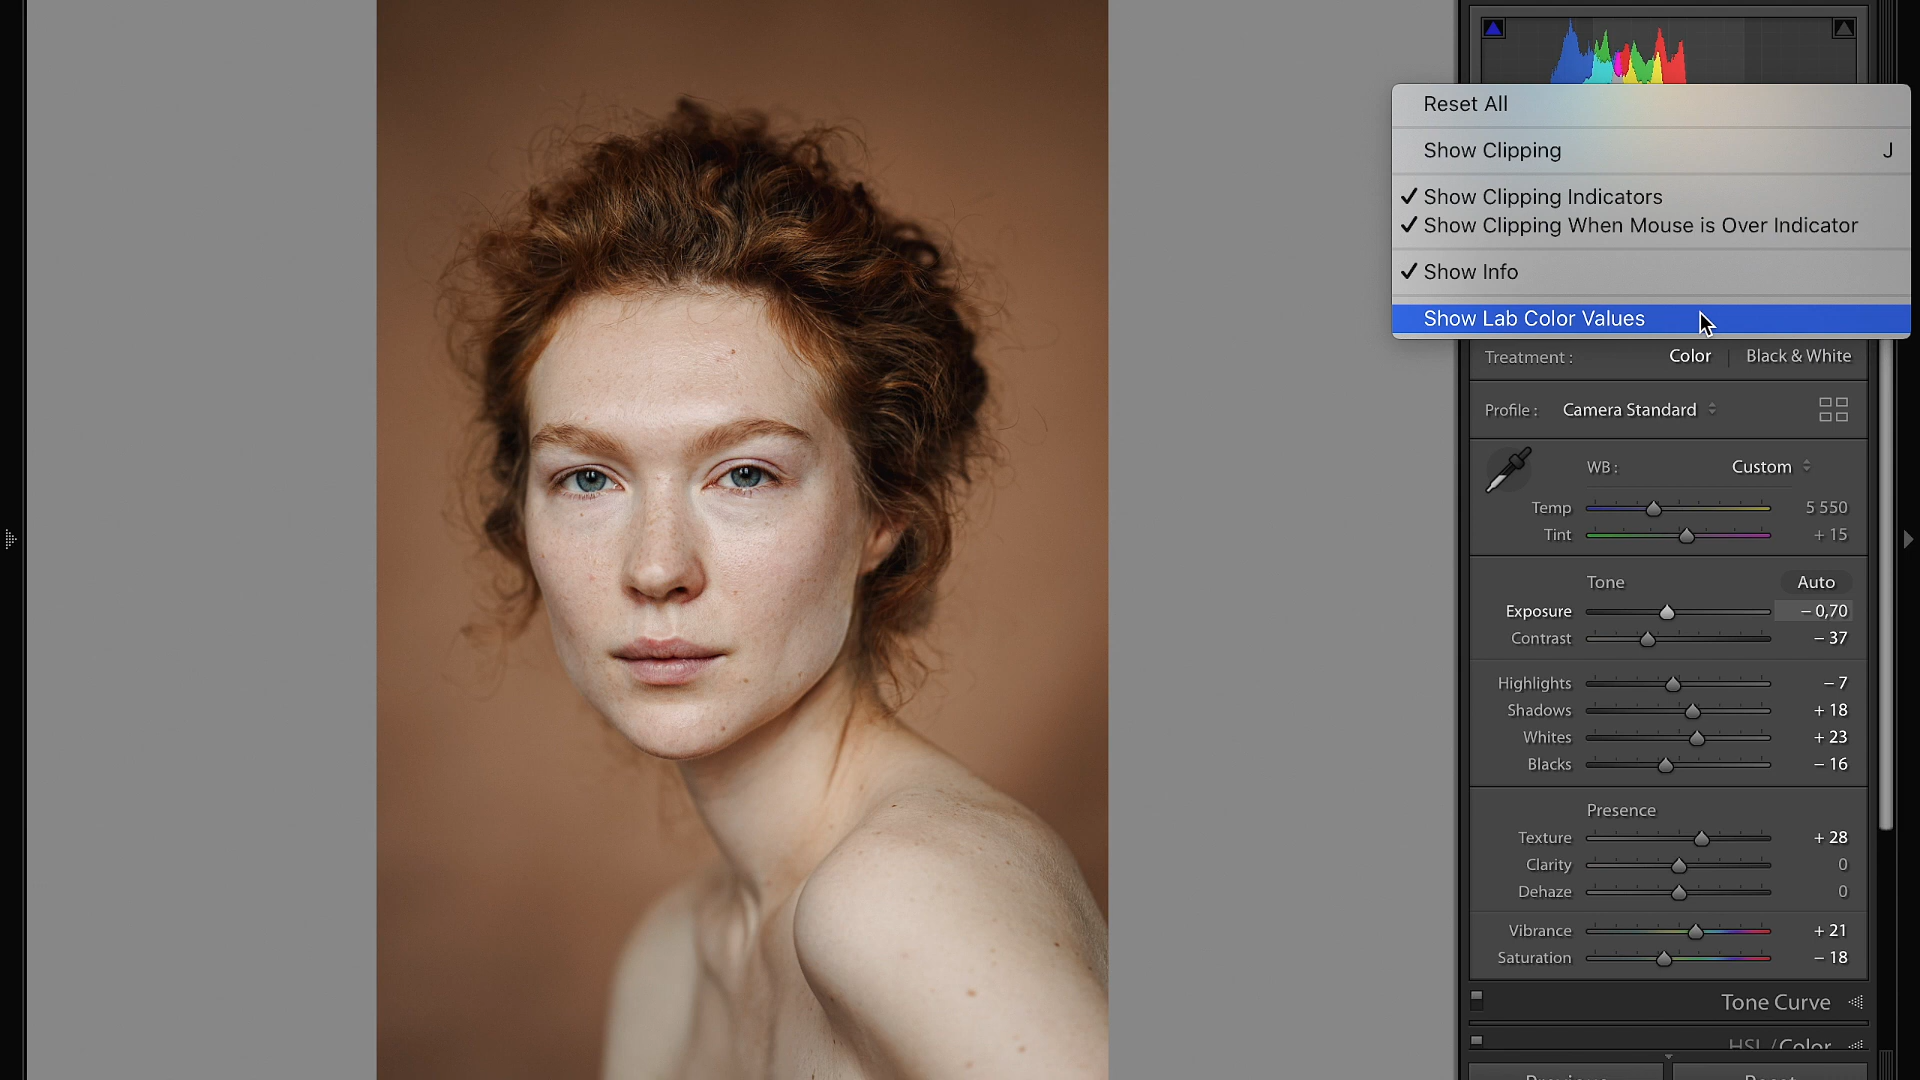 Reset All
Show Clipping J
✓ Show Clipping Indicators
✓ Show Clipping When Mouse is Over Indicator
✓ Show Info
Show Lab Color Values
Treatment : Color | Black & White
Profile : Camera Standard
WB : Custom
Temp 5 550
Tint + 15
Tone Auto
Exposure – 0,70
Contrast – 37
Highlights – 7
Shadows + 18
Whites + 23
Blacks – 16
Presence
Texture + 28
Clarity 0
Dehaze 0
Vibrance + 21
Saturation – 18
Tone Curve
HSL / Color